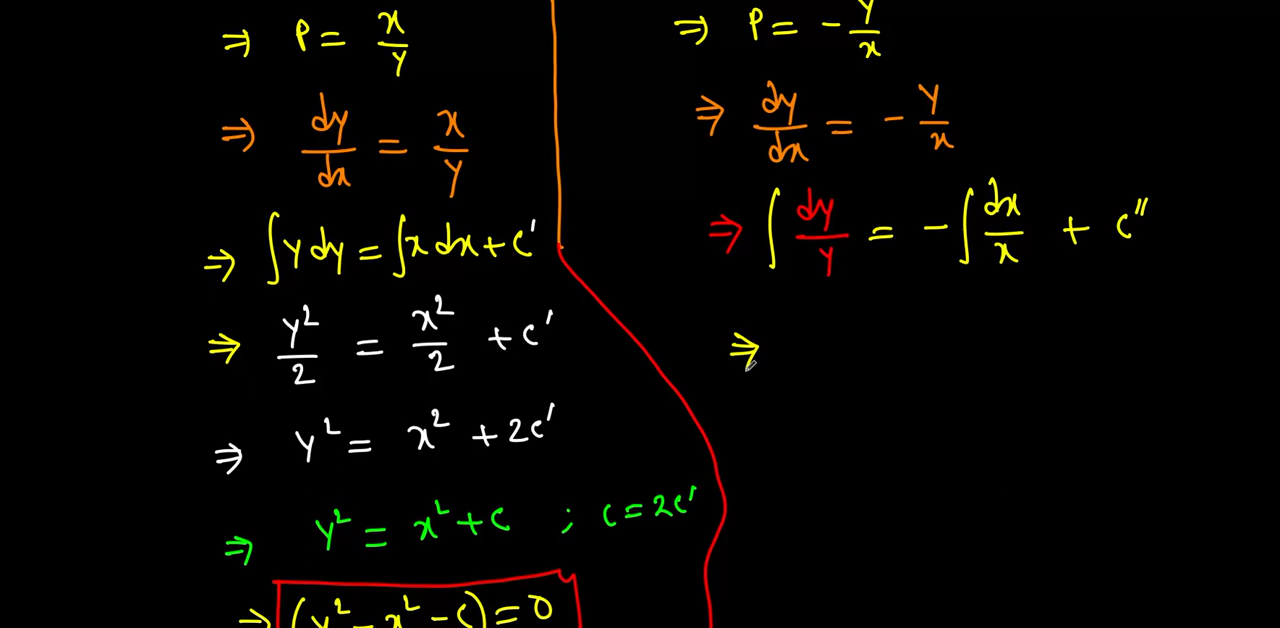 ⇒ P = x/y
⇒ dy/dx = x/y
⇒ ∫ y dy = ∫ x dx + c'
⇒ y²/2 = x²/2 + c'
⇒ y² = x² + 2c'
⇒ y² = x² + c ; c = 2c'
⇒ (y² - x² - c) = 0
⇒ P = - y/x
⇒ dy/dx = - y/x
⇒ ∫ dy/y = - ∫ dx/x + c''
⇒